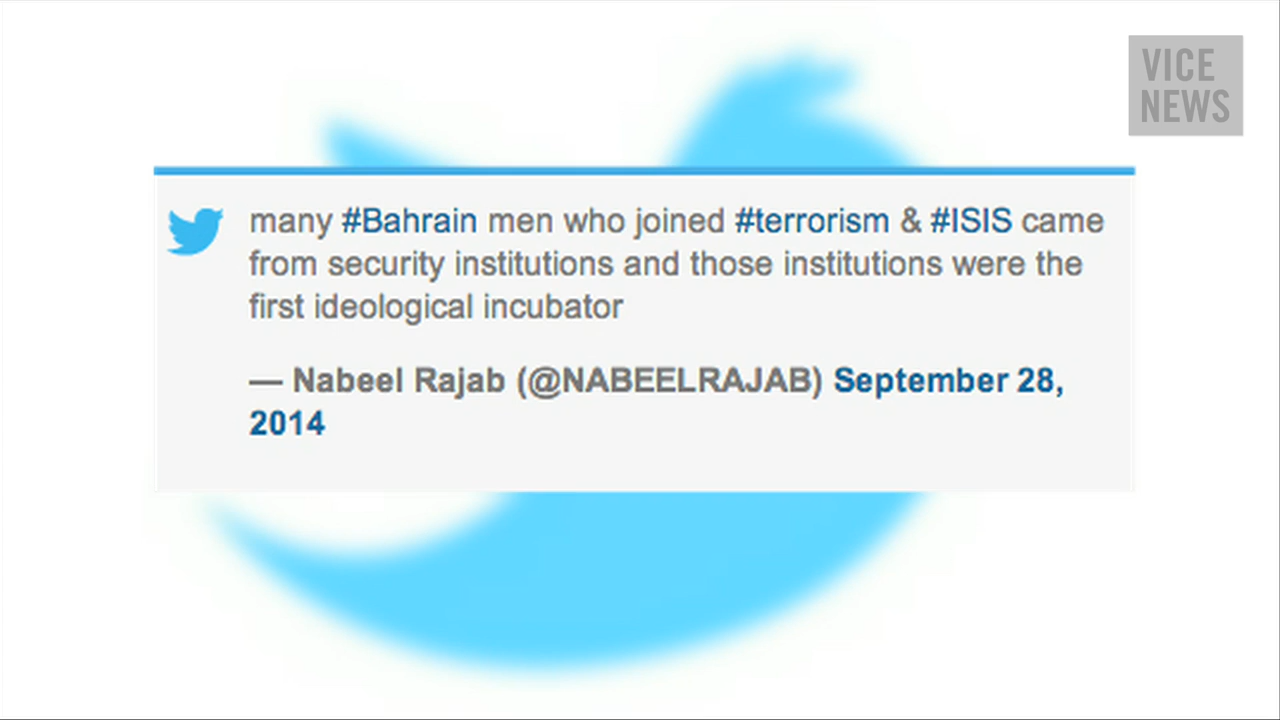 VICE
NEWS
many #Bahrain men who joined #terrorism & #ISIS came
from security institutions and those institutions were the
first ideological incubator
— Nabeel Rajab (@NABEELRAJAB) September 28,
2014